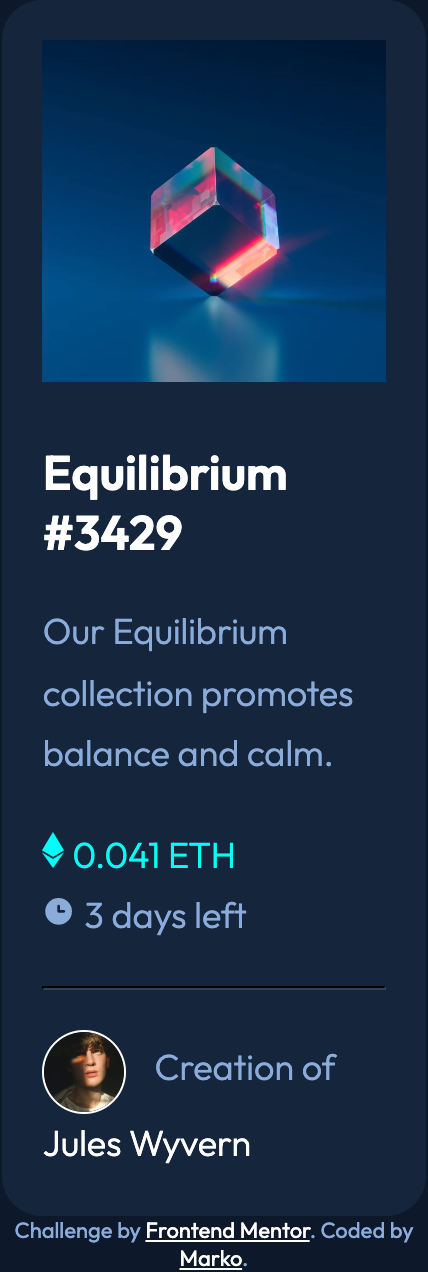 Equilibrium
#3429
Our Equilibrium
collection promotes
balance and calm.
0.041 ETH
3 days left
Creation of
Jules Wyvern
Challenge by Frontend Mentor. Coded by
Marko.